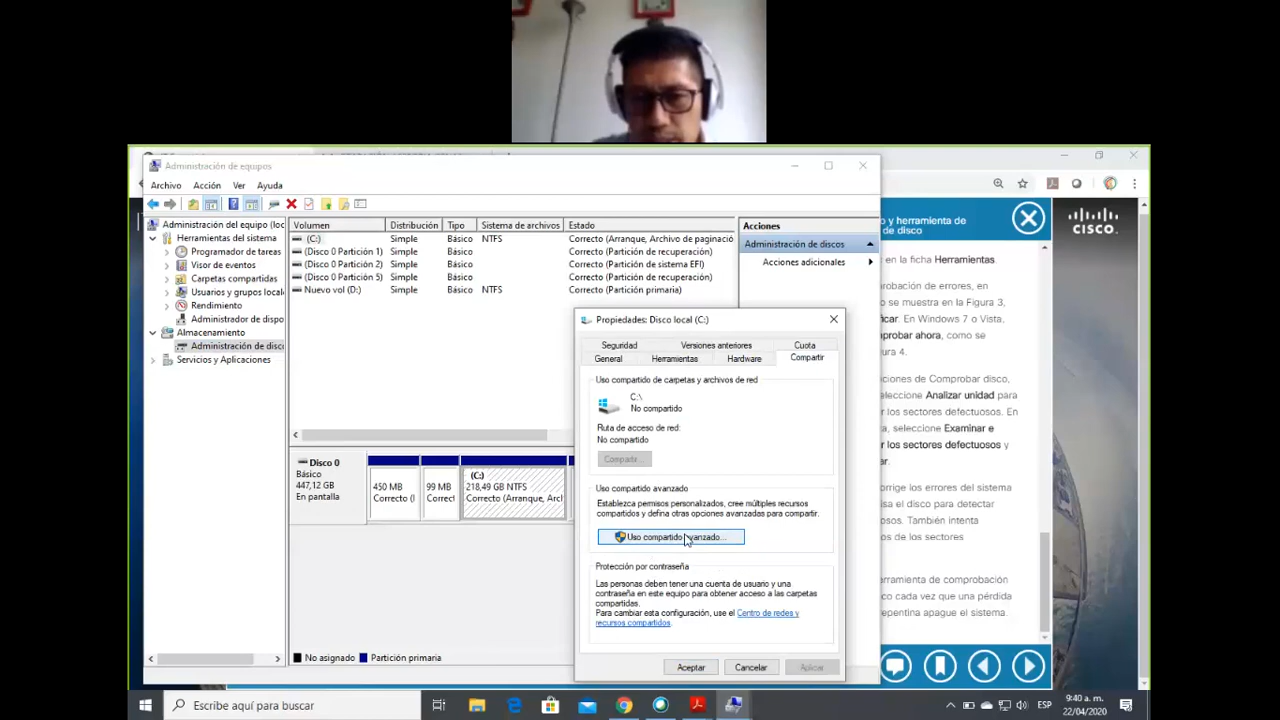 Administración de equipos
Archivo Acción Ver Ayuda
Administración del equipo (loc
Herramientas del sistema
Programador de tareas
Visor de eventos
Carpetas compartidas
Usuarios y grupos locale
Rendimiento
Administrador de dispo
Almacenamiento
Administración de disco
Servicios y Aplicaciones
Volumen Distribución Tipo Sistema de archivos Estado
(C:) Simple Básico NTFS Correcto (Arranque, Archivo de paginació
(Disco 0 Partición 1) Simple Básico Correcto (Partición de recuperación)
(Disco 0 Partición 2) Simple Básico Correcto (Partición de sistema EFI)
(Disco 0 Partición 5) Simple Básico Correcto (Partición de recuperación)
Nuevo vol (D:) Simple Básico NTFS Correcto (Partición primaria)
Acciones
Administración de discos
Acciones adicionales
Disco 0
Básico
447,12 GB
En pantalla
450 MB
Correcto (I
99 MB
Correct
(C:)
218,49 GB NTFS
Correcto (Arranque, Arcl
No asignado Partición primaria
Propiedades: Disco local (C:)
Seguridad Versiones anteriores Cuota
General Herramientas Hardware Compartir
Uso compartido de carpetas y archivos de red
C:\
No compartido
Ruta de acceso de red:
No compartido
Compartir...
Uso compartido avanzado
Establezca permisos personalizados, cree múltiples recursos
compartidos y defina otras opciones avanzadas para compartir.
Uso compartido avanzado...
Protección por contraseña
Las personas deben tener una cuenta de usuario y una
contraseña en este equipo para obtener acceso a las carpetas
compartidas.
Para cambiar esta configuración, use el Centro de redes y
recursos compartidos.
Aceptar Cancelar Aplicar
y herramienta de
de disco
en la ficha Herramientas.
robación de errores, en
o se muestra en la Figura 3,
ficar. En Windows 7 o Vista,
probar ahora, como se
ura 4.
ciones de Comprobar disco,
eleccione Analizar unidad para
r los sectores defectuosos. En
ta, seleccione Examinar e
r los sectores defectuosos y
ar.
orrige los errores del sistema
isa el disco para detectar
uosos. También intenta
os de los sectores
rramienta de comprobación
co cada vez que una pérdida
epentina apague el sistema.
cisco.
Escribe aquí para buscar
ESP
9:40 a. m.
22/04/2020